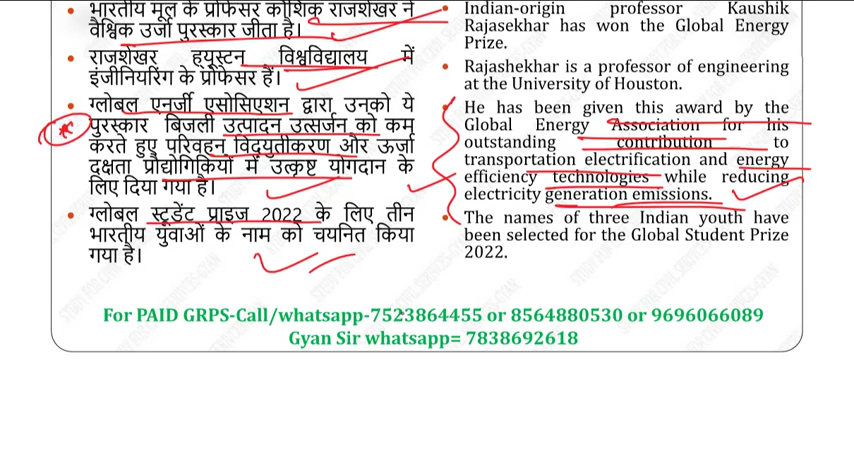 • भारतीय मूल के प्रोफेसर कौशिक राजशेखर ने
वैश्विक उर्जा पुरस्कार जीता है।
• राजशेखर हयूस्टन विश्वविद्यालय में
इंजीनियरिंग के प्रोफेसर हैं।
• ग्लोबल एनर्जी एसोसिएशन द्वारा उनको ये
पुरस्कार बिजली उत्पादन उत्सर्जन को कम
करते हुए परिवहन विद्युतीकरण और ऊर्जा
दक्षता प्रौद्योगिकियों में उत्कृष्ट योगदान के
लिए दिया गया है।
• ग्लोबल स्टूडेंट प्राइज 2022 के लिए तीन
भारतीय युवाओं के नाम को चयनित किया
गया है।
• Indian-origin professor Kaushik
Rajasekhar has won the Global Energy
Prize.
• Rajashekhar is a professor of engineering
at the University of Houston.
• He has been given this award by the
Global Energy Association for his
outstanding contribution to
transportation electrification and energy
efficiency technologies while reducing
electricity generation emissions.
• The names of three Indian youth have
been selected for the Global Student Prize
2022.
For PAID GRPS-Call/whatsapp-7523864455 or 8564880530 or 9696066089
Gyan Sir whatsapp= 7838692618